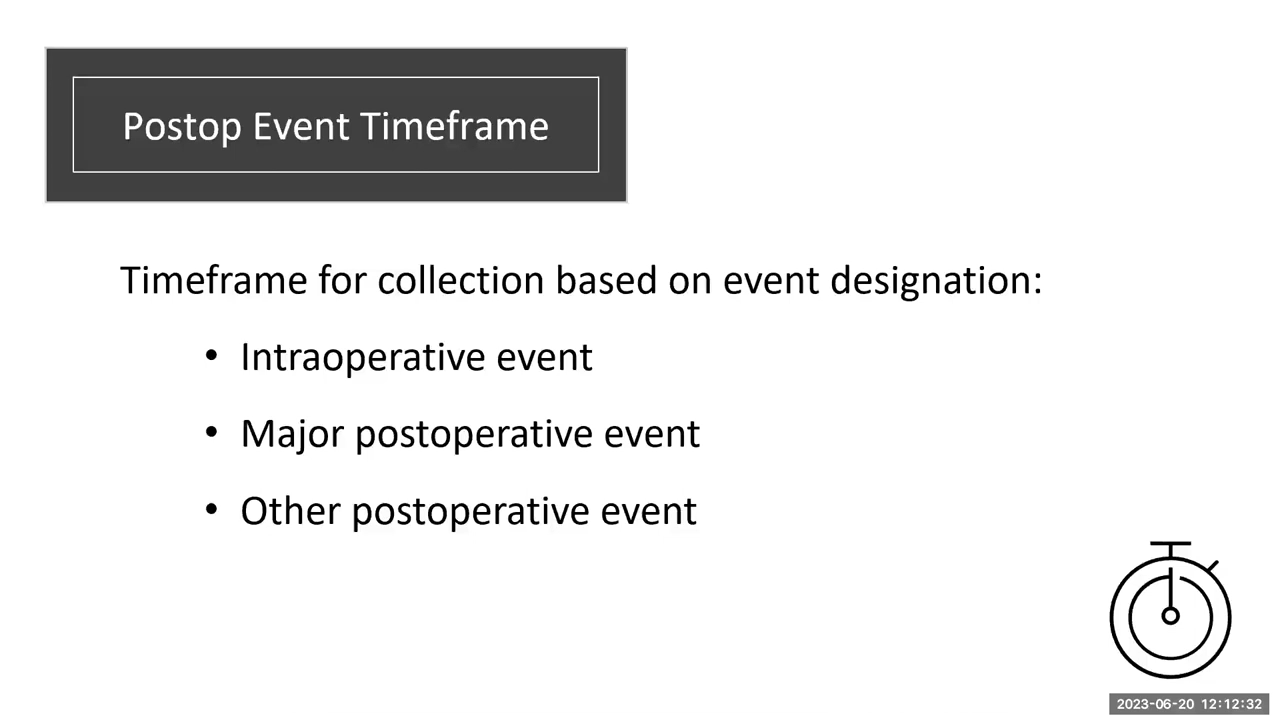 Postop Event Timeframe
Timeframe for collection based on event designation:
• Intraoperative event
• Major postoperative event
• Other postoperative event
2023-06-20 12:12:32